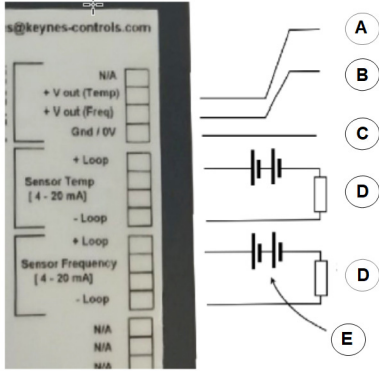 s@keynes-controls.com
N/A
+ V out (Temp)
+ V out (Freq)
Gnd / 0V
+ Loop
Sensor Temp
[ 4 - 20 mA]
- Loop
+ Loop
Sensor Frequency
[ 4 - 20 mA]
- Loop
N/A
N/A
N/A
A
B
C
D
D
E